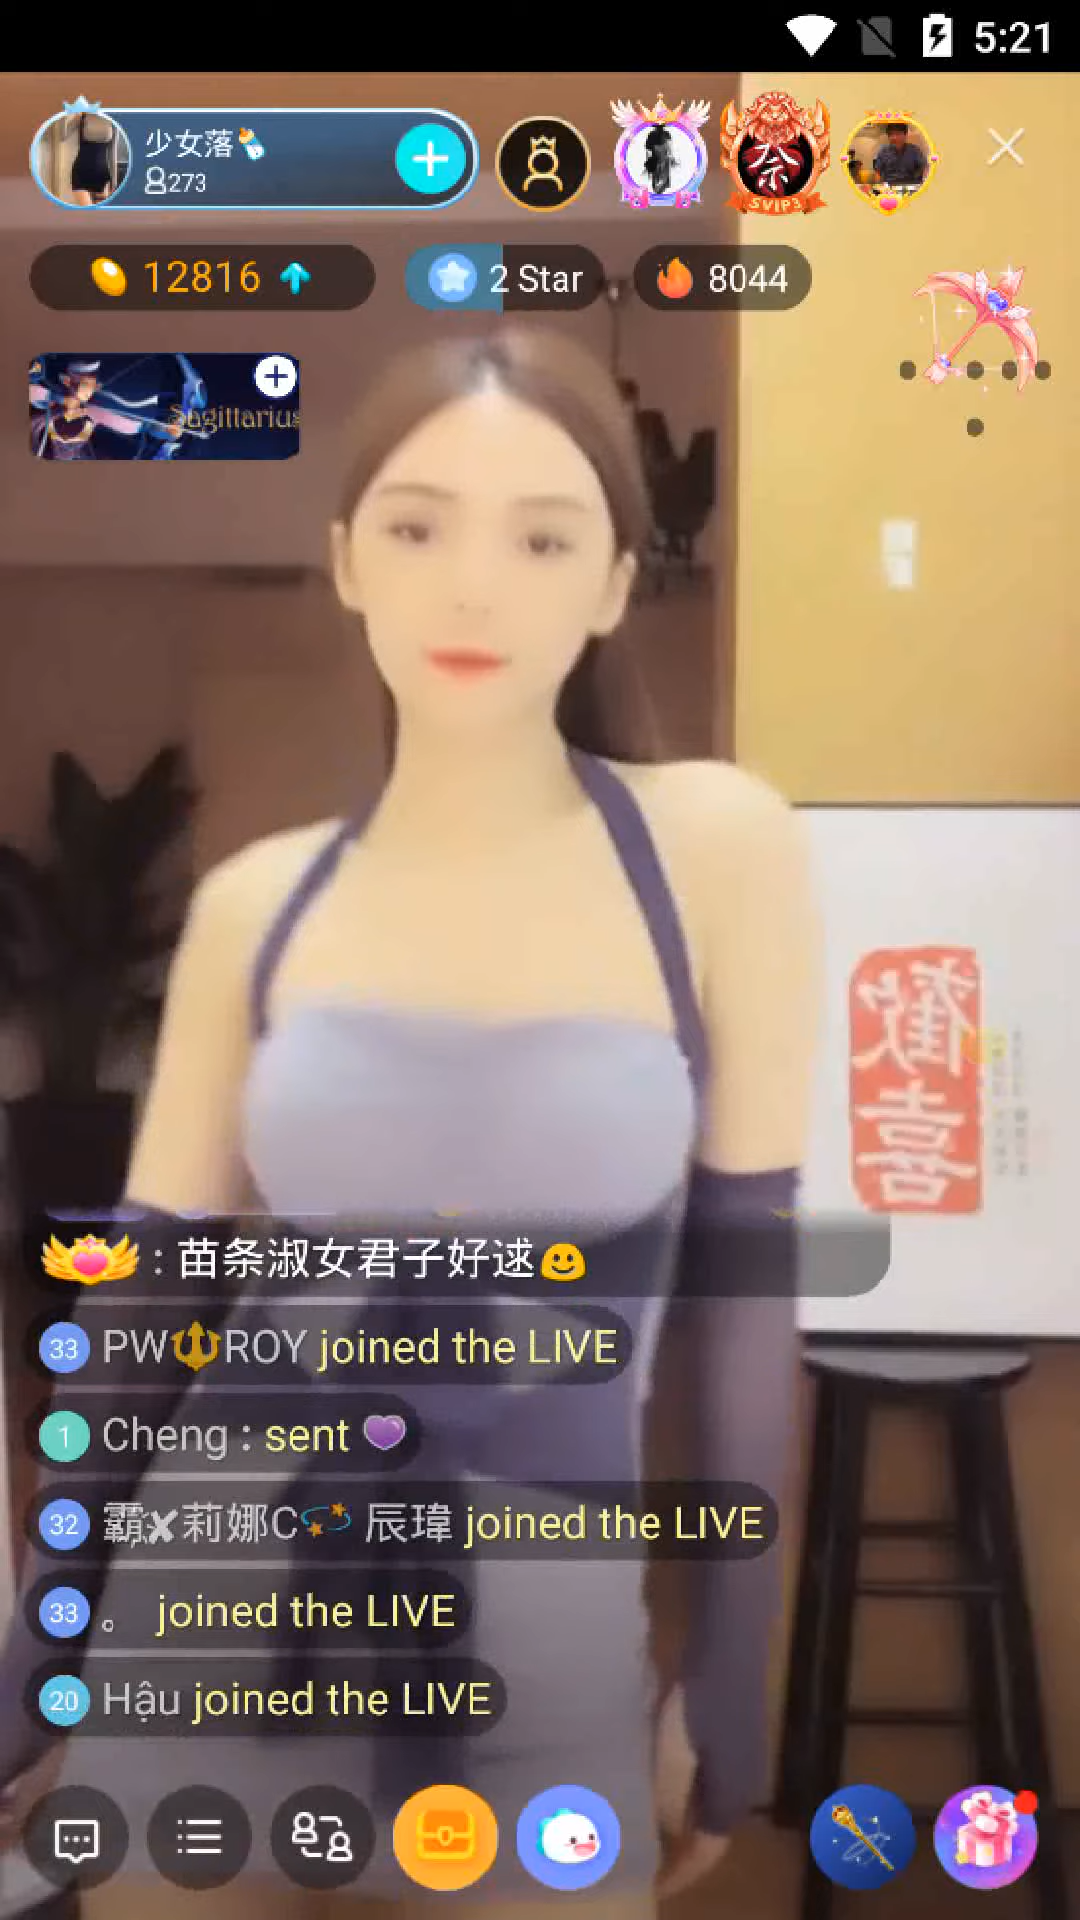 5:21
少女落🍼
273
SVIP3
奈
12816
2 Star
8044
Sagittarius
歡喜
: 苗条淑女君子好逑😀
33 PW🔱ROY joined the LIVE
1 Cheng : sent 💜
32 霸x莉娜C💫 辰瑋 joined the LIVE
33 。 joined the LIVE
20 Hậu joined the LIVE